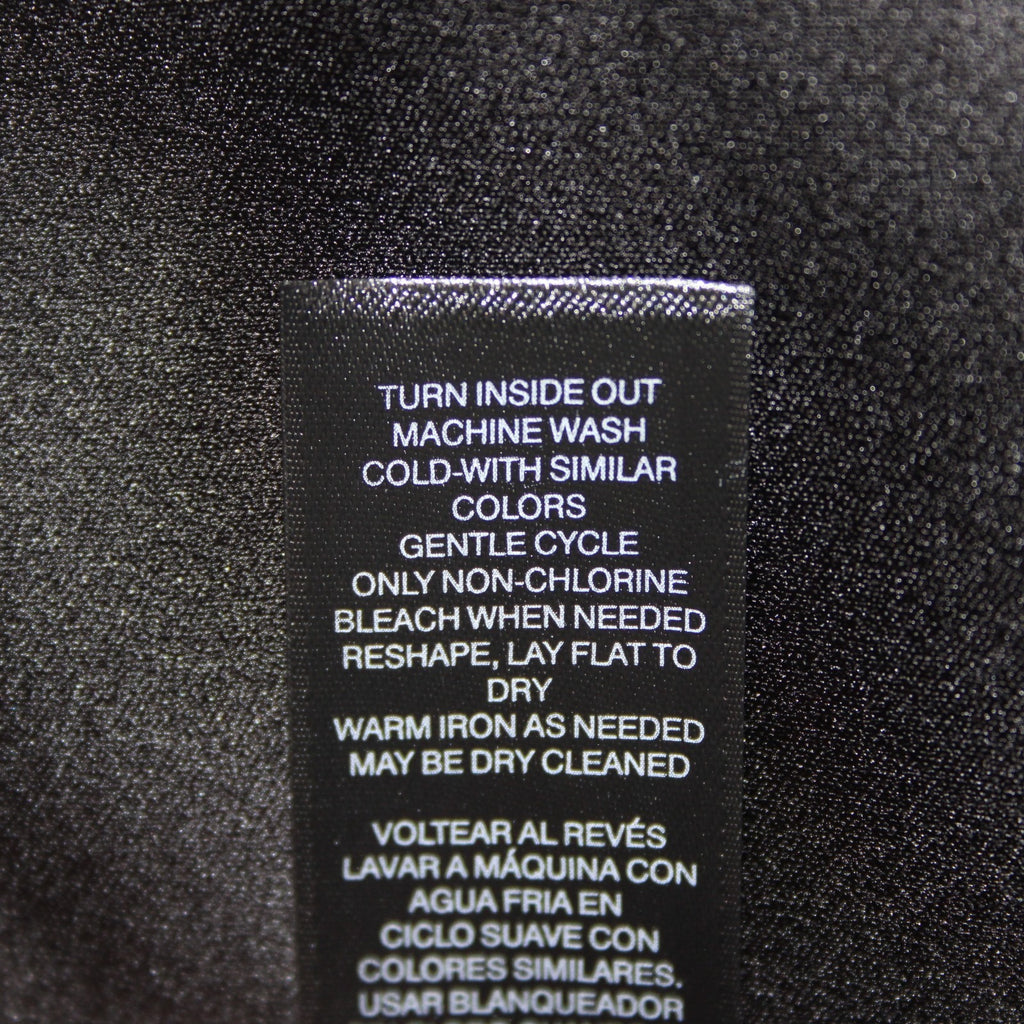 TURN INSIDE OUT
MACHINE WASH
COLD-WITH SIMILAR
COLORS
GENTLE CYCLE
ONLY NON-CHLORINE
BLEACH WHEN NEEDED
RESHAPE, LAY FLAT TO
DRY
WARM IRON AS NEEDED
MAY BE DRY CLEANED
VOLTEAR AL REVÉS
LAVAR A MÁQUINA CON
AGUA FRIA EN
CICLO SUAVE CON
COLORES SIMILARES.
USAR BLANQUEADOR